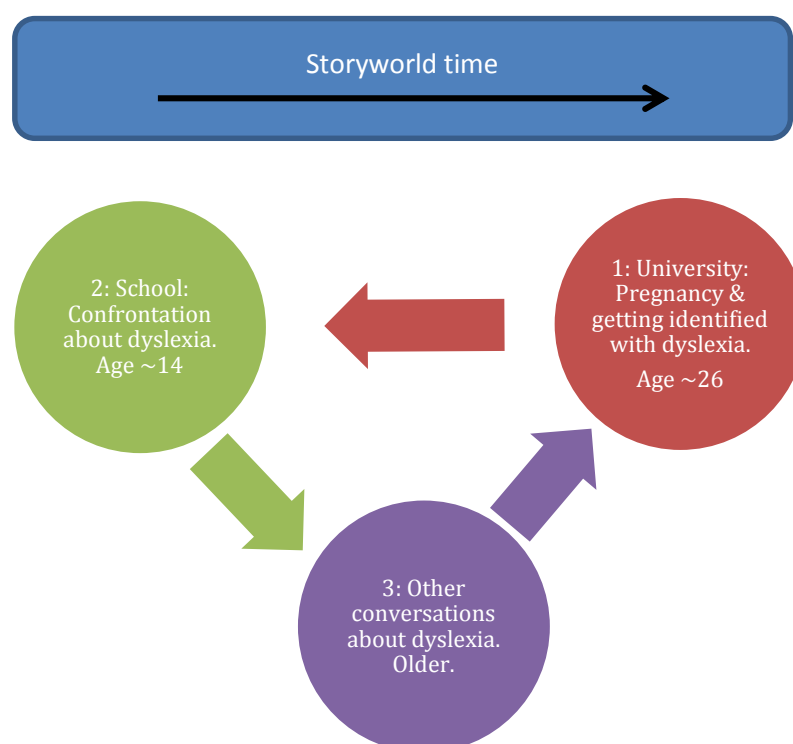 Storyworld time
2: School:
Confrontation
about dyslexia.
Age ~14
1: University:
Pregnancy &
getting identified
with dyslexia.
Age ~26
3: Other
conversations
about dyslexia.
Older.